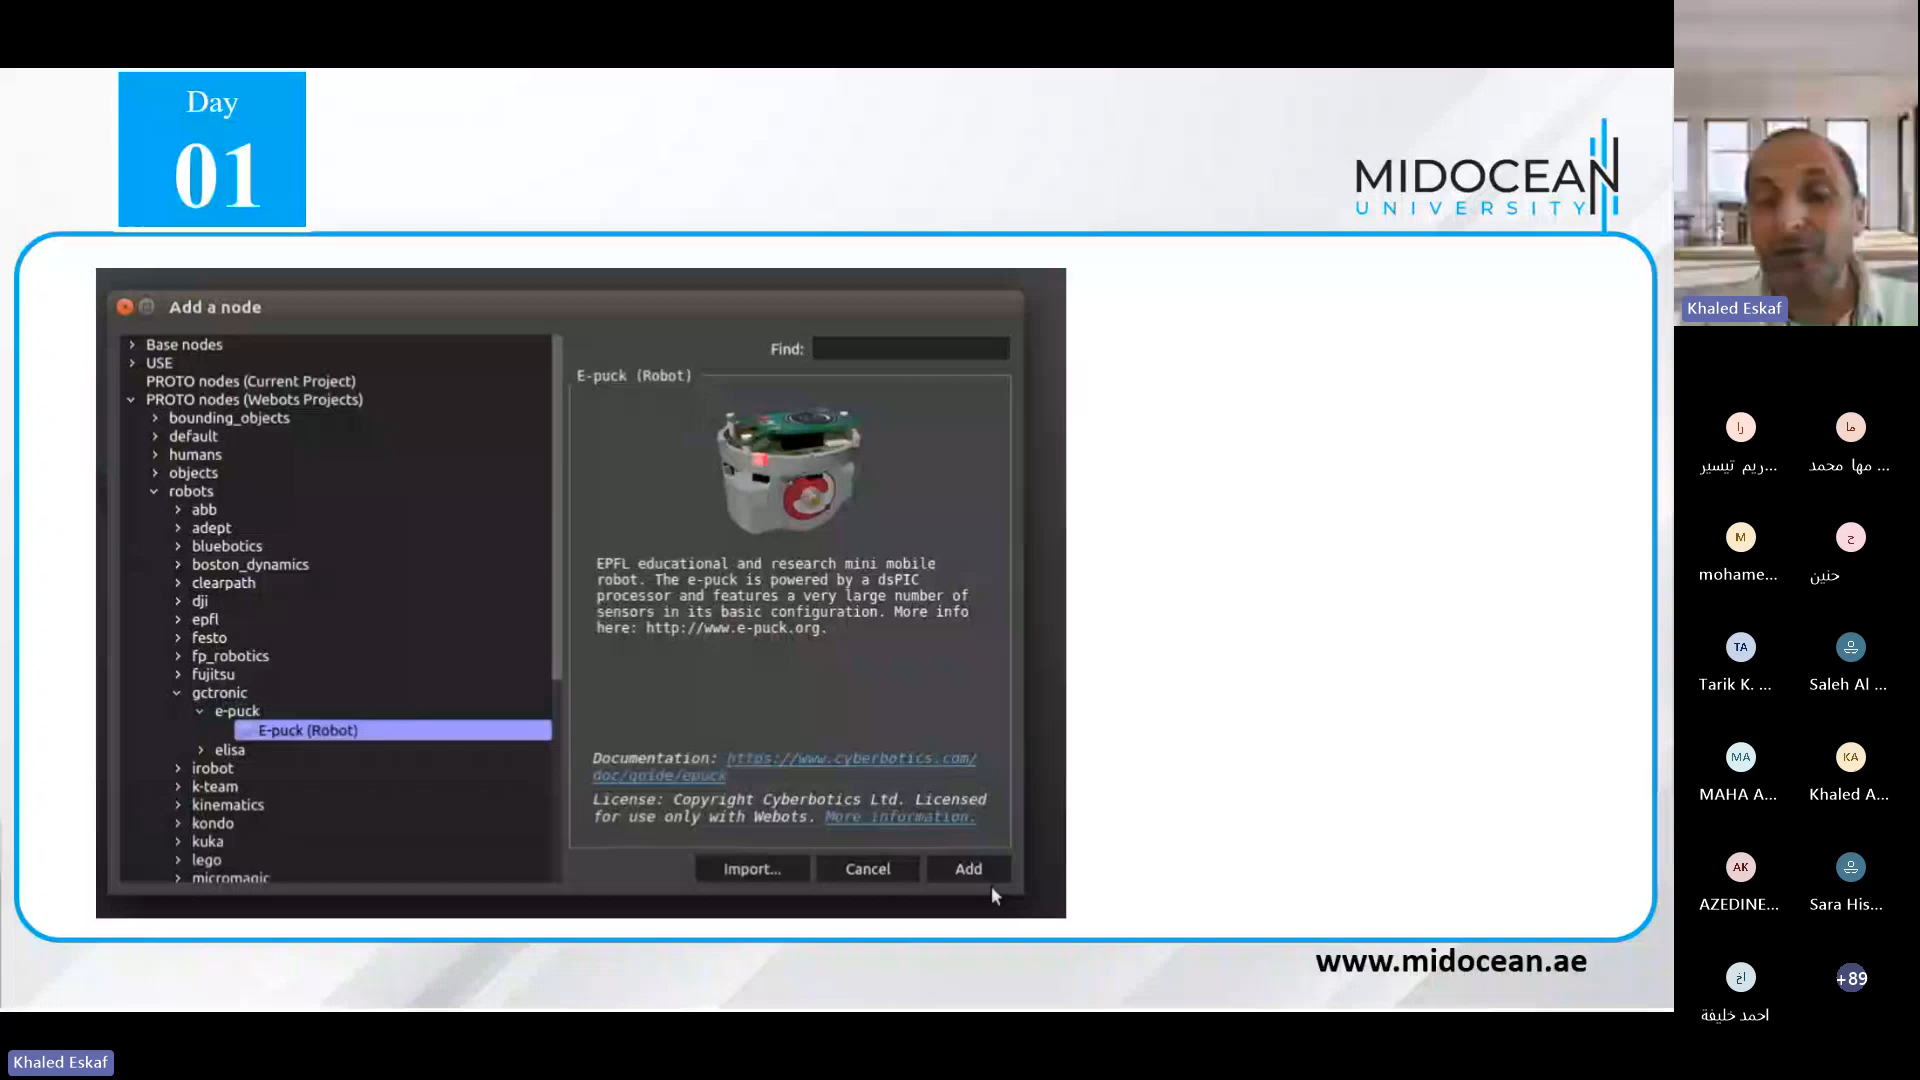 Day
01
MIDOCEAN
UNIVERSITY
Add a node
Base nodes
USE
PROTO nodes (Current Project)
PROTO nodes (Webots Projects)
bounding_objects
default
humans
objects
robots
abb
adept
bluebotics
boston_dynamics
clearpath
dji
epfl
festo
fp_robotics
fujitsu
gctronic
e-puck
E-puck (Robot)
elisa
irobot
k-team
kinematics
kondo
kuka
lego
micromagic
Find:
E-puck (Robot)
EPFL educational and research mini mobile
robot. The e-puck is powered by a dsPIC
processor and features a very large number of
sensors in its basic configuration. More info
here: http://www.e-puck.org.
Documentation: https://www.cyberbotics.com/
doc/guide/epuck
License: Copyright Cyberbotics Ltd. Licensed
for use only with Webots. More information.
Import...
Cancel
Add
www.midocean.ae
Khaled Eskaf
Khaled Eskaf
را
ريم تيسير...
ما
مها محمد ...
M
mohame...
ح
حنين
TA
Tarik K. ...
Saleh Al ...
MA
MAHA A...
KA
Khaled A...
AK
AZEDINE...
Sara His...
اخ
احمد خليفة
+89